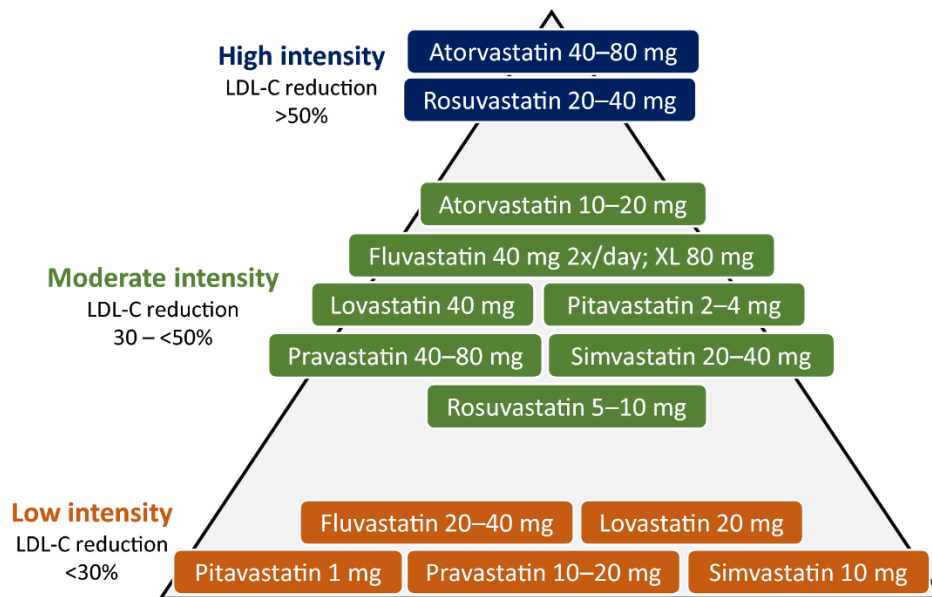 High intensity
LDL-C reduction
>50%
Atorvastatin 40–80 mg
Rosuvastatin 20–40 mg
Moderate intensity
LDL-C reduction
30 – <50%
Atorvastatin 10–20 mg
Fluvastatin 40 mg 2x/day; XL 80 mg
Lovastatin 40 mg
Pitavastatin 2–4 mg
Pravastatin 40–80 mg
Simvastatin 20–40 mg
Rosuvastatin 5–10 mg
Low intensity
LDL-C reduction
<30%
Fluvastatin 20–40 mg
Lovastatin 20 mg
Pitavastatin 1 mg
Pravastatin 10–20 mg
Simvastatin 10 mg